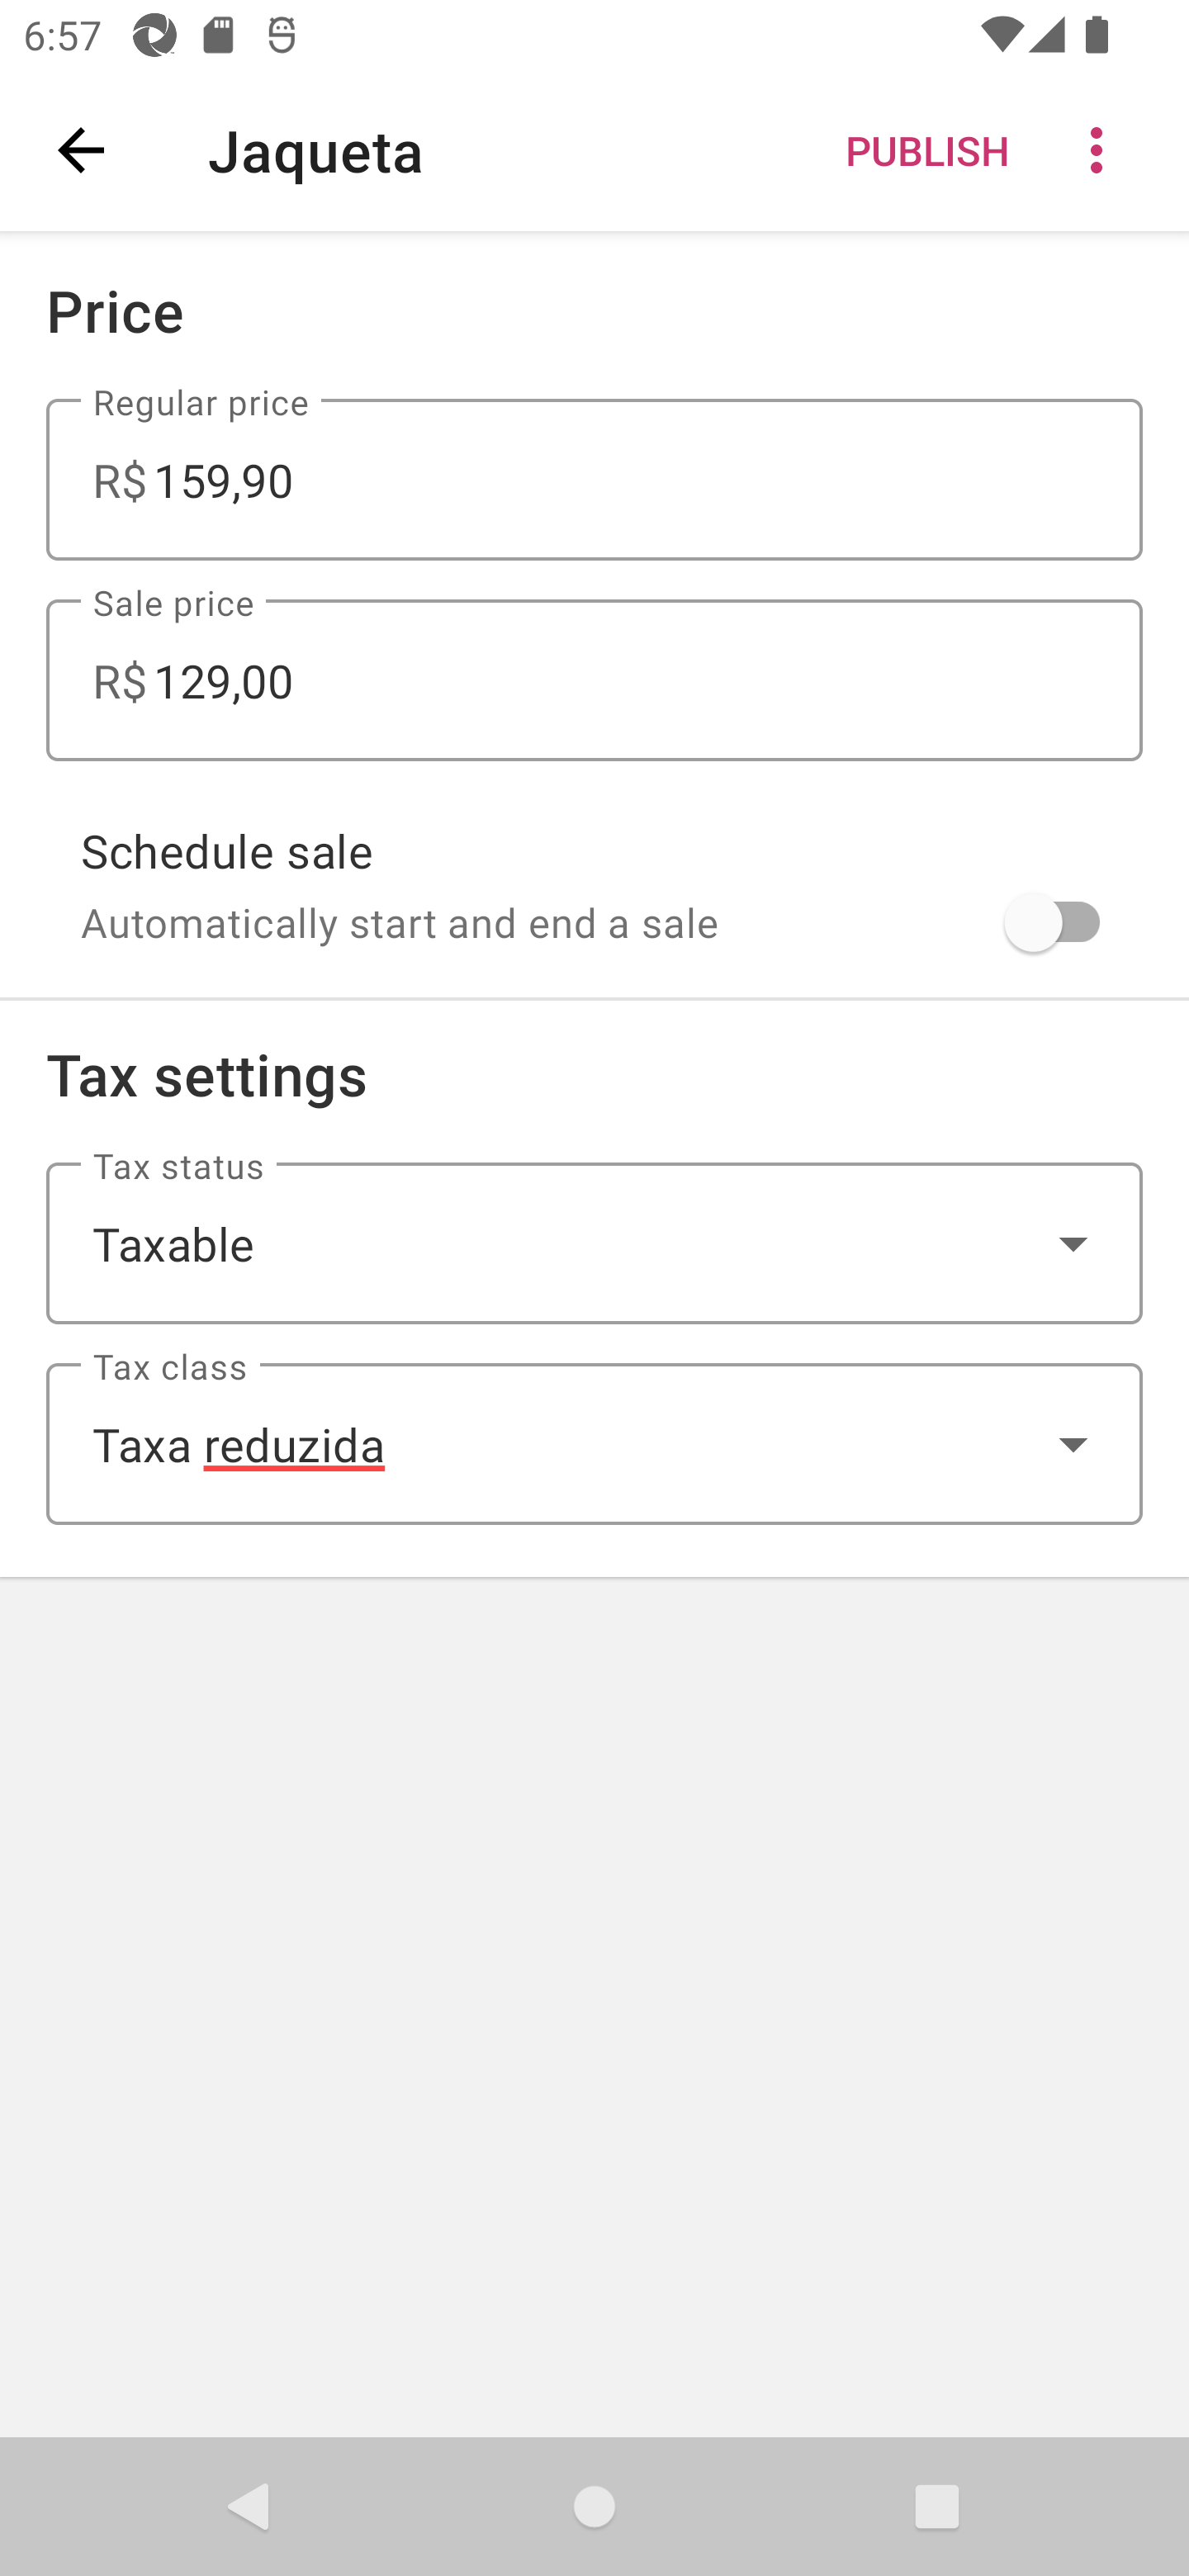 6:57
Jaqueta
PUBLISH
Price
Regular price
R$ 159,90
Sale price
R$ 129,00
Schedule sale
Automatically start and end a sale
Tax settings
Tax status
Taxable
Tax class
Taxa reduzida